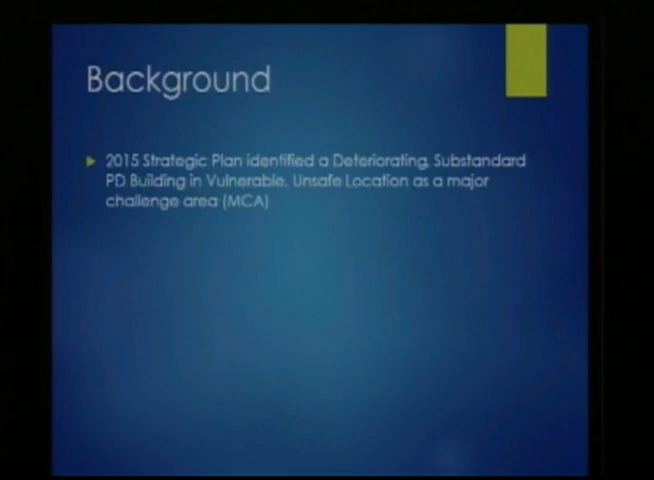 Background
2015 Strategic Plan identified a Deteriorating, Substandard
PD Building in Vulnerable, Unsafe Location as a major
challenge area (MCA)